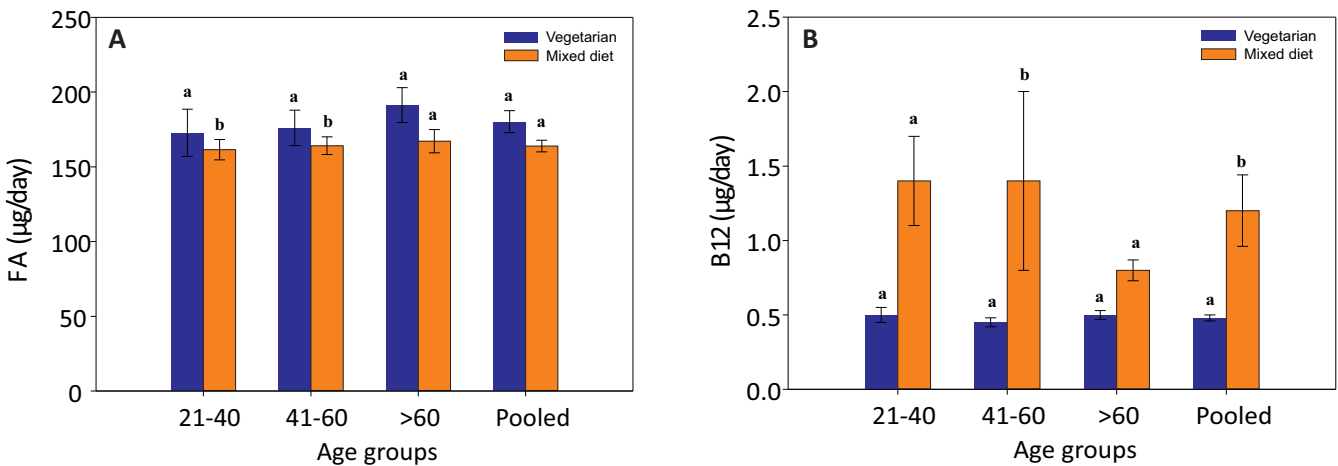 A
Vegetarian
Mixed diet
FA (µg/day)
250
200
150
100
50
0
a
b
a
b
a
a
a
a
21-40
41-60
>60
Pooled
Age groups
B
Vegetarian
Mixed diet
B12 (µg/day)
2.5
2.0
1.5
1.0
0.5
0.0
a
a
a
b
a
a
a
b
21-40
41-60
>60
Pooled
Age groups